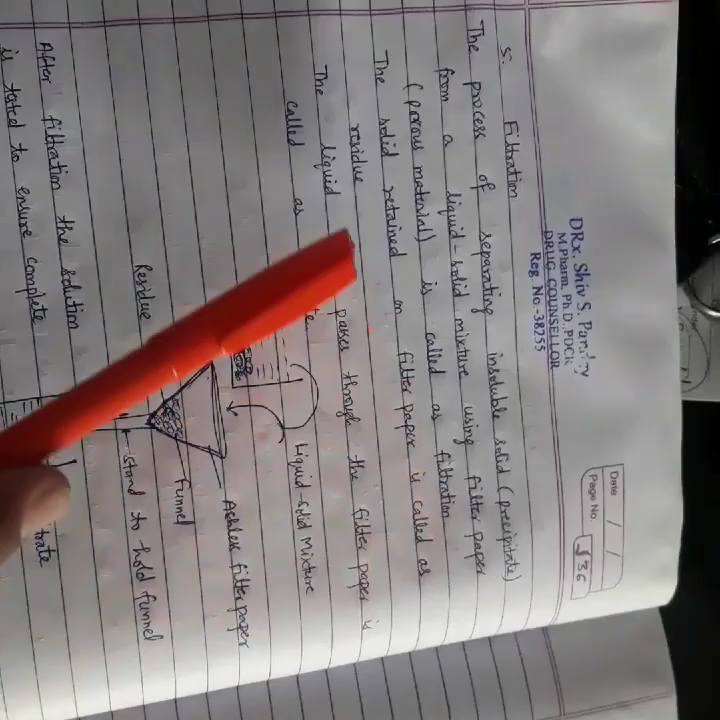 DRx. Shiv S. Pandey
M.Pharm, Ph.D., PDCR
DRUG COUNSELLOR
Reg. No.-38255
Date / /
Page No.
136
5. Filtration
The process of separating insoluble solid (precipitate)
from a liquid-solid mixture using filter paper
(porous material) is called as filtration
The solid retained on filter paper is called as
residue
The liquid passes through the filter paper is
called as
Liquid-solid mixture
Ashless filter paper
Funnel
Residue
stand to hold funnel
After filtration the solution
is tested to ensure complete